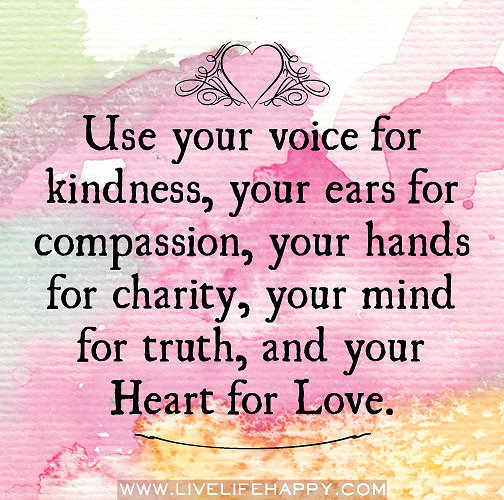 Use your voice for
kindness, your ears for
compassion, your hands
for charity, your mind
for truth, and your
Heart for Love.
WWW.LIVELIFEHAPPY.COM